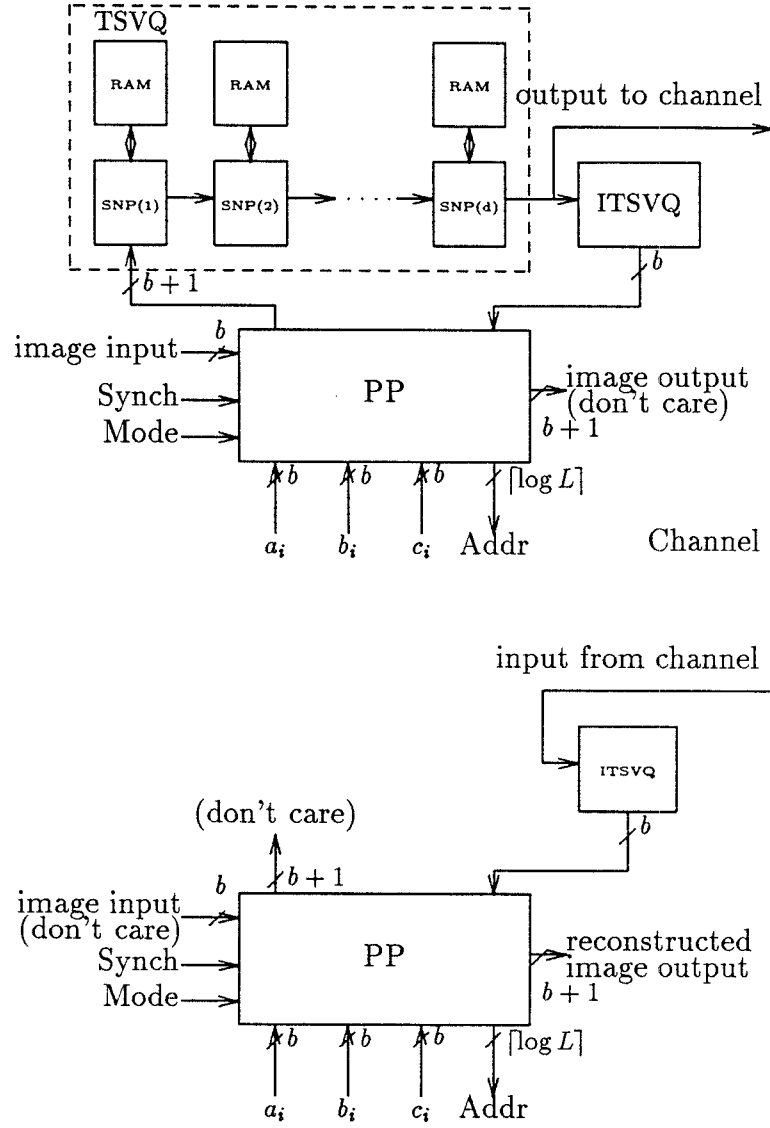 TSVQ
RAM
RAM
RAM
output to channel
SNP(1)
SNP(2)
.....
SNP(d)
ITSVQ
b + 1
b
image input
b
Synch
Mode
PP
image output
(don't care)
b + 1
b
b
b
⌈log L⌉
a_i
b_i
c_i
Addr
Channel
input from channel
ITSVQ
(don't care)
b
b + 1
b
image input
(don't care)
Synch
Mode
PP
reconstructed
image output
b + 1
b
b
b
⌈log L⌉
a_i
b_i
c_i
Addr